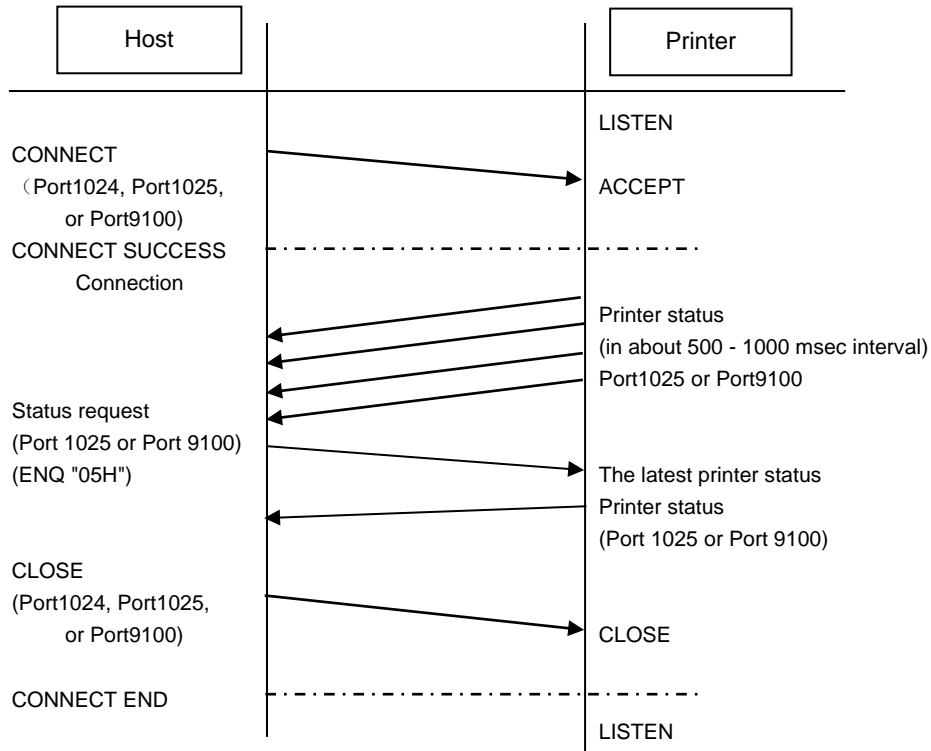 Host
Printer
LISTEN
CONNECT
（Port1024, Port1025,
or Port9100)
ACCEPT
CONNECT SUCCESS
Connection
Printer status
(in about 500 - 1000 msec interval)
Port1025 or Port9100
Status request
(Port 1025 or Port 9100)
(ENQ "05H")
The latest printer status
Printer status
(Port 1025 or Port 9100)
CLOSE
(Port1024, Port1025,
or Port9100)
CLOSE
CONNECT END
LISTEN